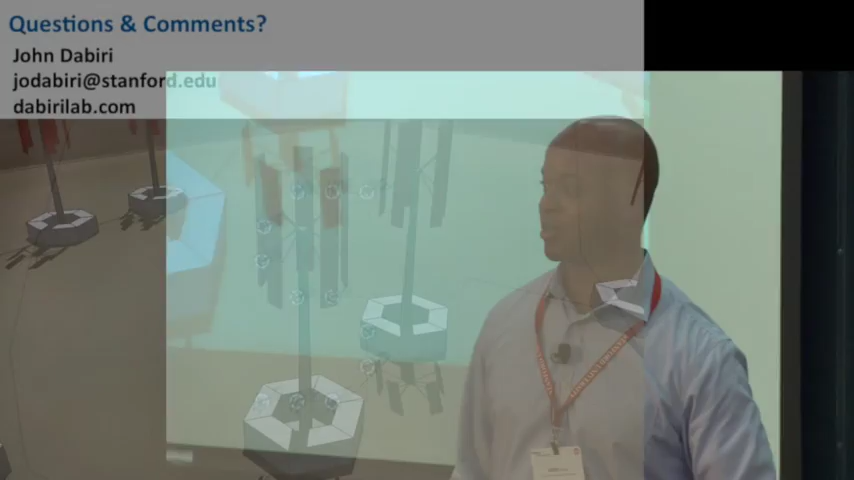 Questions & Comments?
John Dabiri
jodabiri@stanford.edu
dabirilab.com